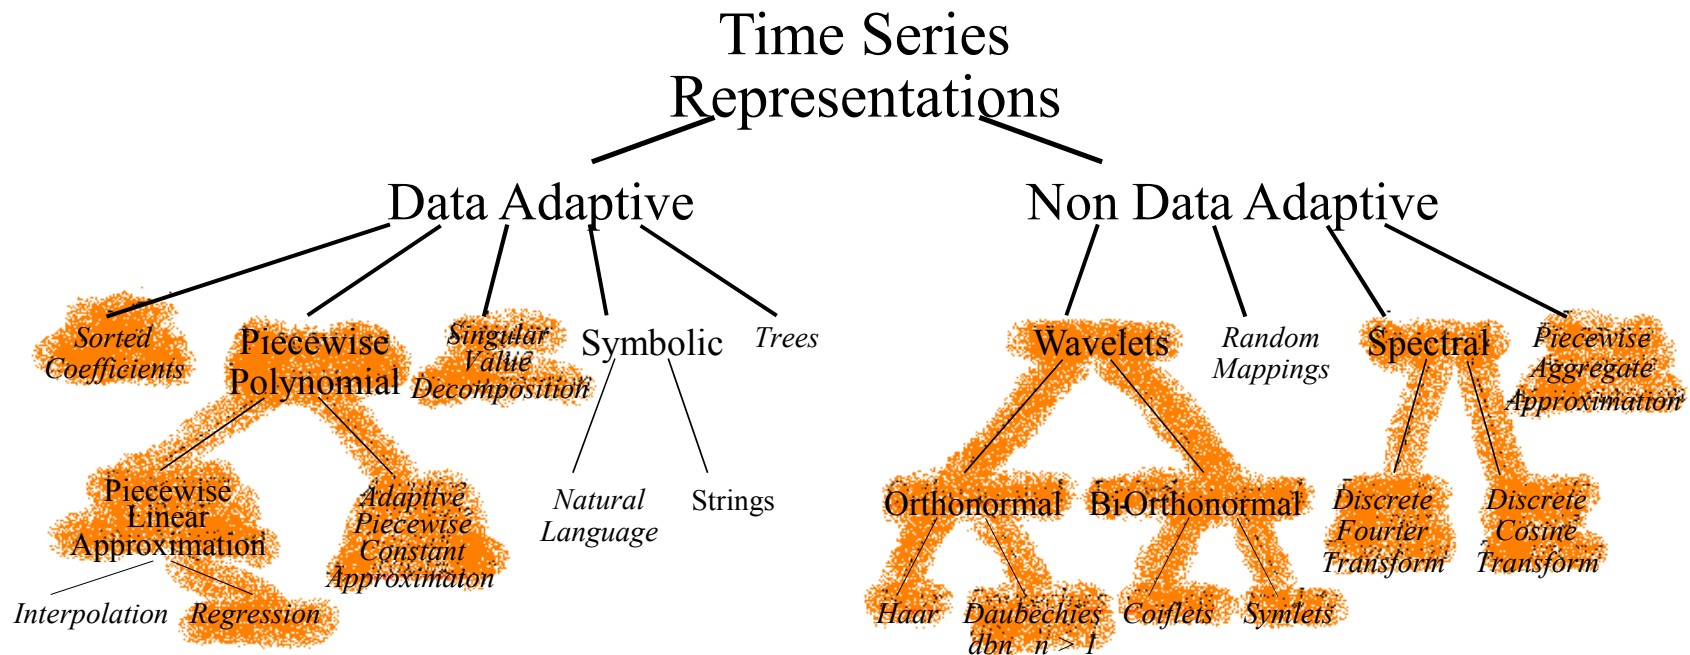 Time Series
Representations
Data Adaptive
Non Data Adaptive
Sorted
Coefficients
Piecewise
Polynomial
Singular
Value
Decomposition
Symbolic
Trees
Wavelets
Random
Mappings
Spectral
Piecewise
Aggregate
Approximation
Piecewise
Linear
Approximation
Adaptive
Piecewise
Constant
Approximaton
Natural
Language
Strings
Orthonormal
Bi-Orthonormal
Discrete
Fourier
Transform
Discrete
Cosine
Transform
Interpolation
Regression
Haar
Daubechies
dbn n > 1
Coiflets
Symlets